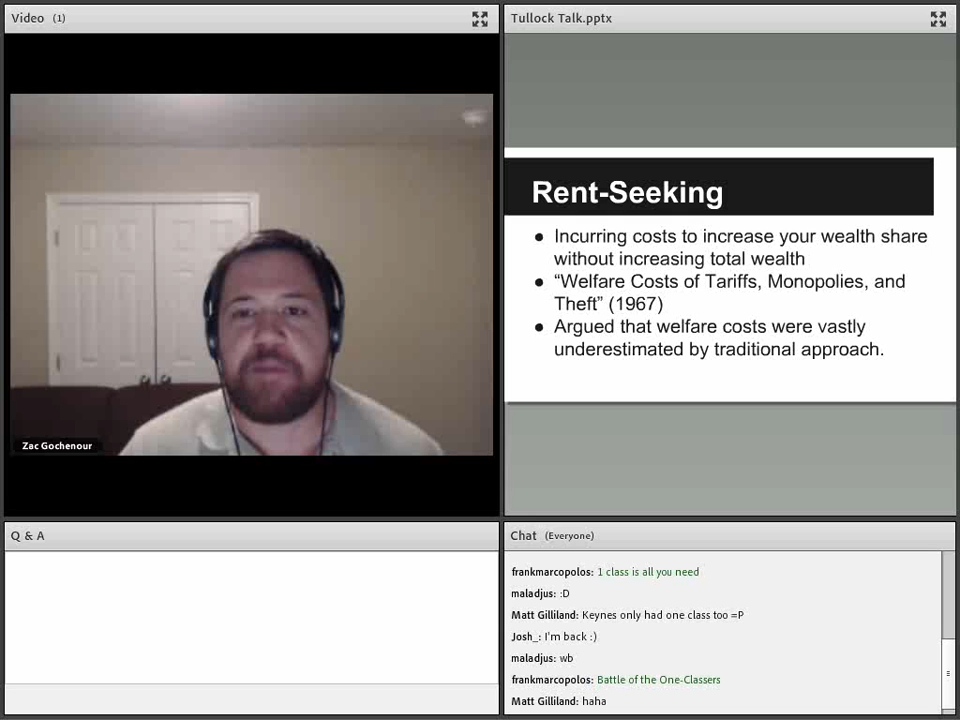 Video (1)
Zac Gochenour
Tullock Talk.pptx
Rent-Seeking
● Incurring costs to increase your wealth share
without increasing total wealth
● “Welfare Costs of Tariffs, Monopolies, and
Theft” (1967)
● Argued that welfare costs were vastly
underestimated by traditional approach.
Q & A
Chat (Everyone)
frankmarcopolos: 1 class is all you need
maladjus: :D
Matt Gilliland: Keynes only had one class too =P
Josh_: I'm back :)
maladjus: wb
frankmarcopolos: Battle of the One-Classers
Matt Gilliland: haha